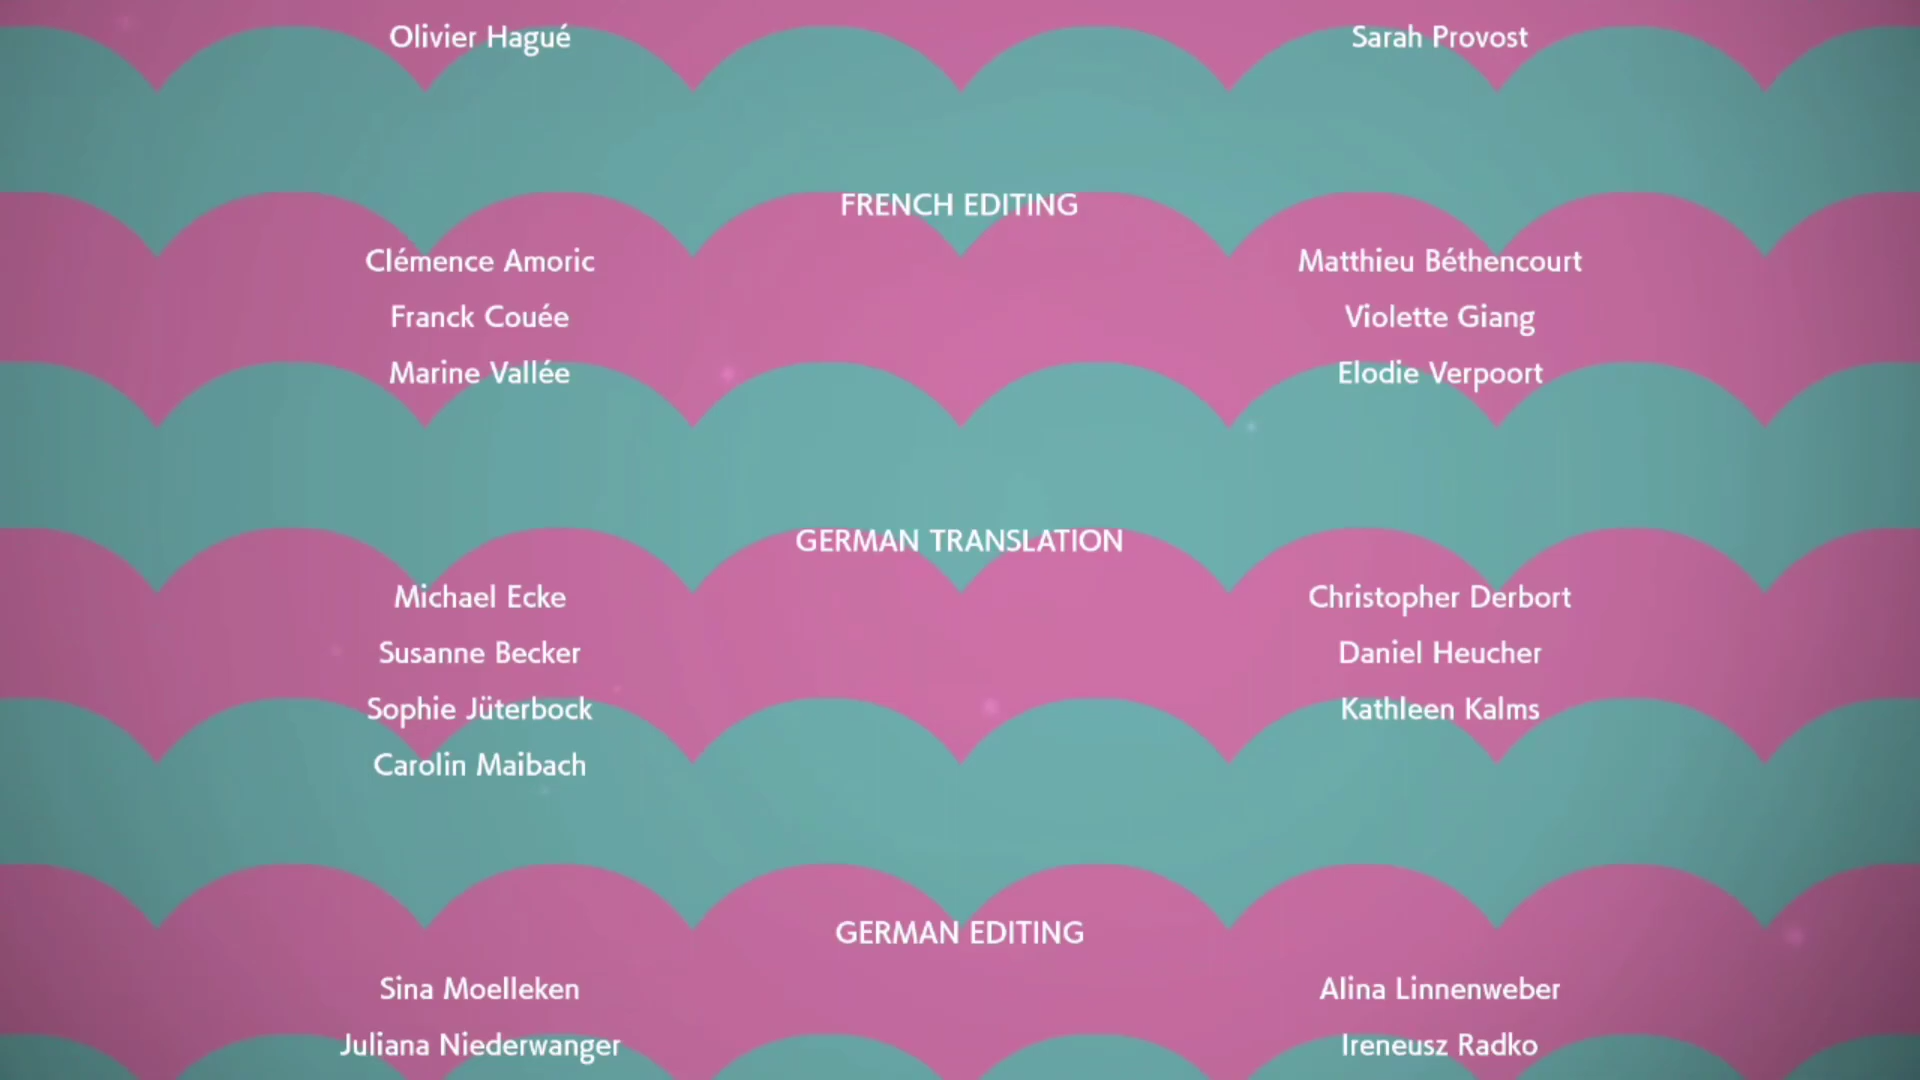 Olivier Hagué Sarah Provost
FRENCH EDITING
Clémence Amoric Matthieu Béthencourt
Franck Couée Violette Giang
Marine Vallée Elodie Verpoort
GERMAN TRANSLATION
Michael Ecke Christopher Derbort
Susanne Becker Daniel Heucher
Sophie Jüterbock Kathleen Kalms
Carolin Maibach
GERMAN EDITING
Sina Moelleken Alina Linnenweber
Juliana Niederwanger Ireneusz Radko